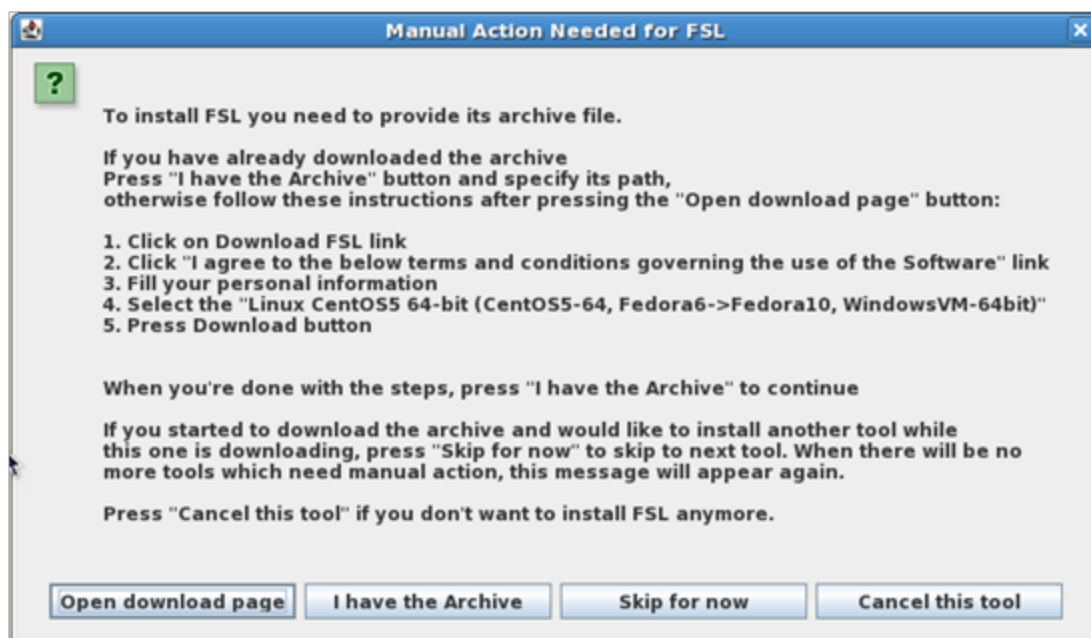 Manual Action Needed for FSL
?
To install FSL you need to provide its archive file.
If you have already downloaded the archive
Press "I have the Archive" button and specify its path,
otherwise follow these instructions after pressing the "Open download page" button:
1. Click on Download FSL link
2. Click "I agree to the below terms and conditions governing the use of the Software" link
3. Fill your personal information
4. Select the "Linux CentOS5 64-bit (CentOS5-64, Fedora6->Fedora10, WindowsVM-64bit)"
5. Press Download button
When you're done with the steps, press "I have the Archive" to continue
If you started to download the archive and would like to install another tool while
this one is downloading, press "Skip for now" to skip to next tool. When there will be no
more tools which need manual action, this message will appear again.
Press "Cancel this tool" if you don't want to install FSL anymore.
Open download page I have the Archive Skip for now Cancel this tool